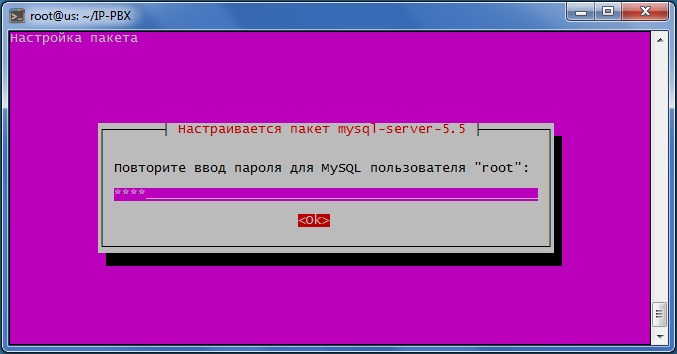 root@us: ~/IP-PBX
Настройка пакета
Настраивается пакет mysql-server-5.5
Повторите ввод пароля для MySQL пользователя "root":
****
<Ok>